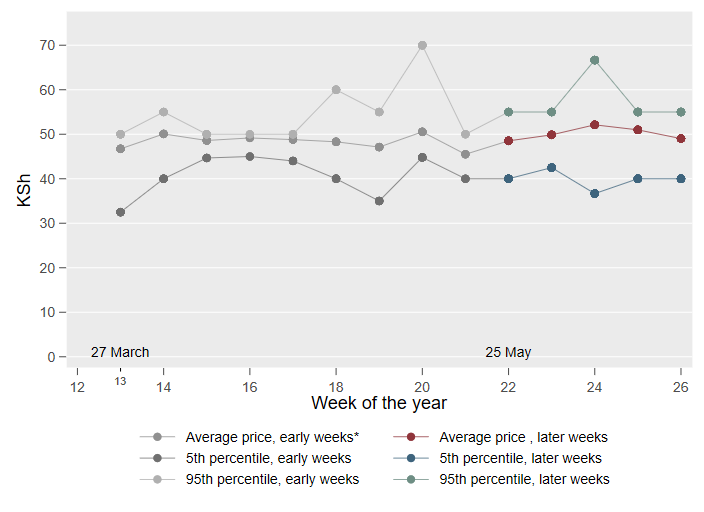 70
60
50
40
30
20
10
0
KSh
27 March
25 May
12
13
14
16
18
20
22
24
26
Week of the year
Average price, early weeks*
Average price , later weeks
5th percentile, early weeks
5th percentile, later weeks
95th percentile, early weeks
95th percentile, later weeks